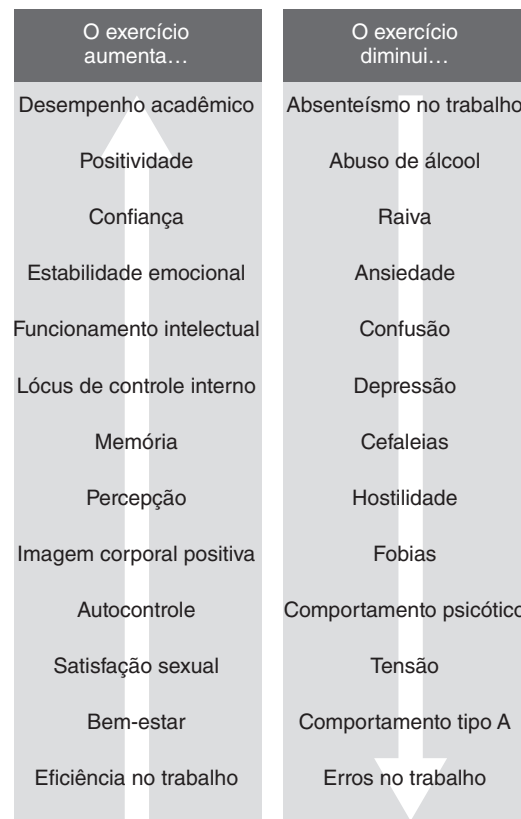 O exercício
aumenta…
Desempenho acadêmico
Positividade
Confiança
Estabilidade emocional
Funcionamento intelectual
Lócus de controle interno
Memória
Percepção
Imagem corporal positiva
Autocontrole
Satisfação sexual
Bem-estar
Eficiência no trabalho
O exercício
diminui…
Absenteísmo no trabalho
Abuso de álcool
Raiva
Ansiedade
Confusão
Depressão
Cefaleias
Hostilidade
Fobias
Comportamento psicótico
Tensão
Comportamento tipo A
Erros no trabalho